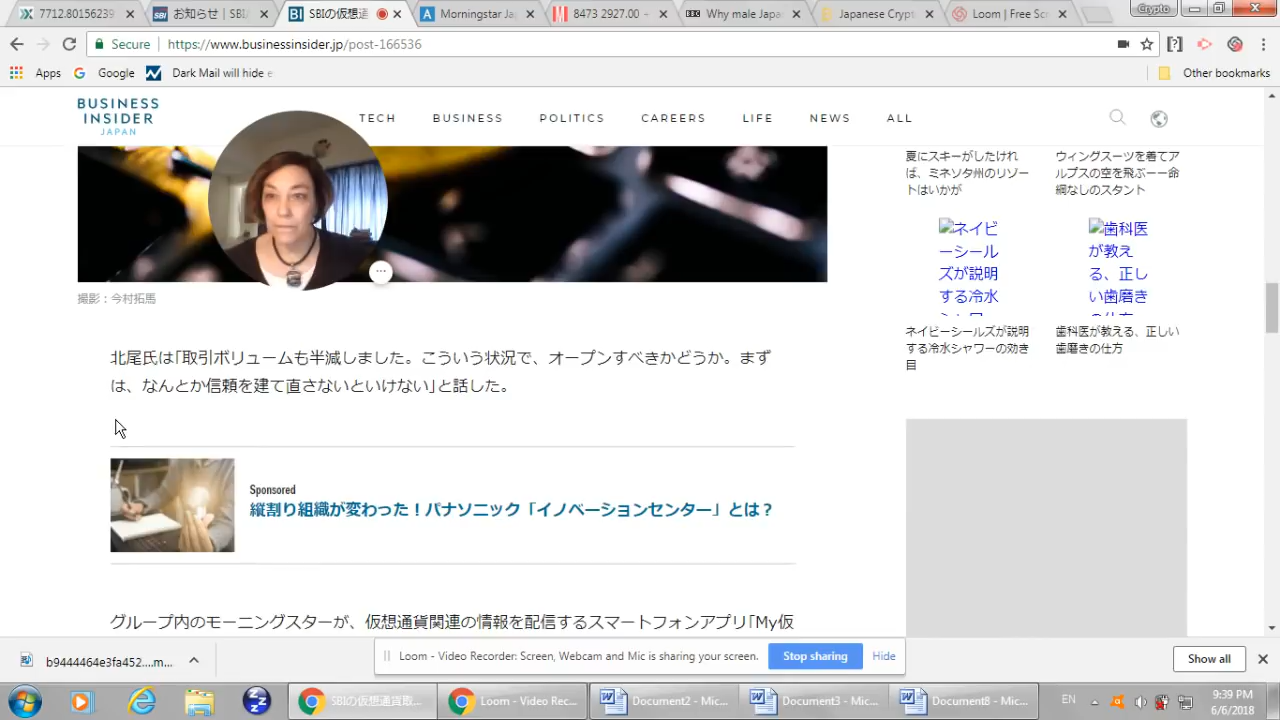 7712.80156239
お知らせ｜SBI
SBIの仮想通
Morningstar Ja
8473 2927.00
Why male Japa
Japanese Crypt
Loom | Free Scr
Crypto
Secure
https://www.businessinsider.jp/post-166536
Apps
Google
Dark Mail will hide e
Other bookmarks
BUSINESS
INSIDER
JAPAN
TECH BUSINESS POLITICS CAREERS LIFE NEWS ALL
撮影：今村拓馬
北尾氏は「取引ボリュームも半減しました。こういう状況で、オープンすべきかどうか。まず
は、なんとか信頼を建て直さないといけない」と話した。
Sponsored
縦割り組織が変わった！パナソニック「イノベーションセンター」とは？
グループ内のモーニングスターが、仮想通貨関連の情報を配信するスマートフォンアプリ「My仮
夏にスキーがしたけれ
ば、ミネソタ州のリゾー
トはいかが
ウィングスーツを着てア
ルプスの空を飛ぶーー命
綱なしのスタント
ネイビ
ーシール
ズが説明
する冷水
歯科医
が教え
る、正し
い歯磨き
ネイビーシールズが説明
する冷水シャワーの効き
目
歯科医が教える、正しい
歯磨きの仕方
Loom - Video Recorder: Screen, Webcam and Mic is sharing your screen.
Stop sharing
Hide
b9444464e3fa452....m...
Show all
SBIの仮想通貨取...
Loom - Video Rec...
Document2 - Mic...
Document3 - Mic...
Document8 - Mic...
EN
9:39 PM
6/6/2018